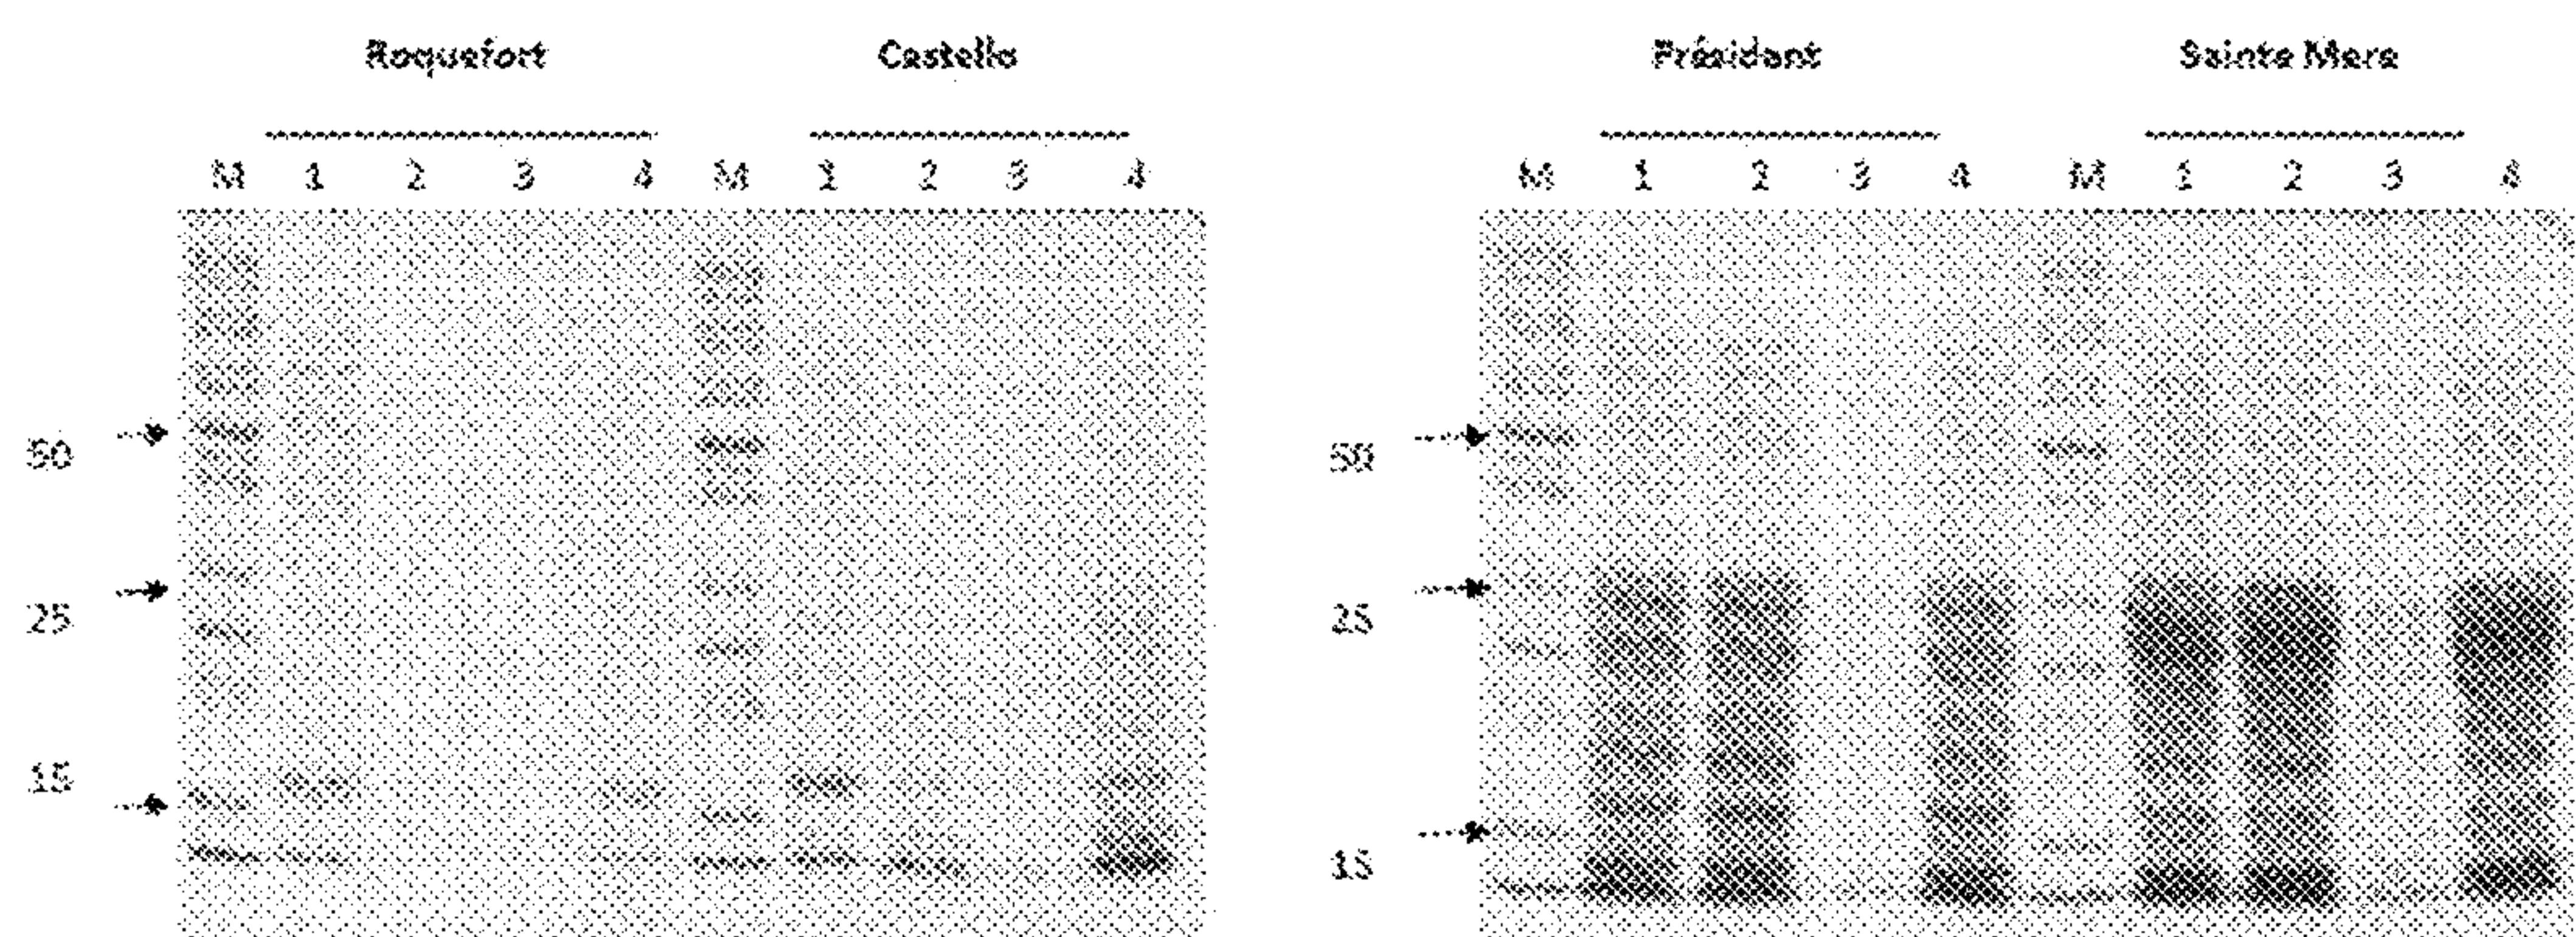 Roquefort Castello Président Sainte Mere
M 1 2 3 4 M 1 2 3 4 M 1 2 3 4 M 1 2 3 4
50 50
25 25
15
15